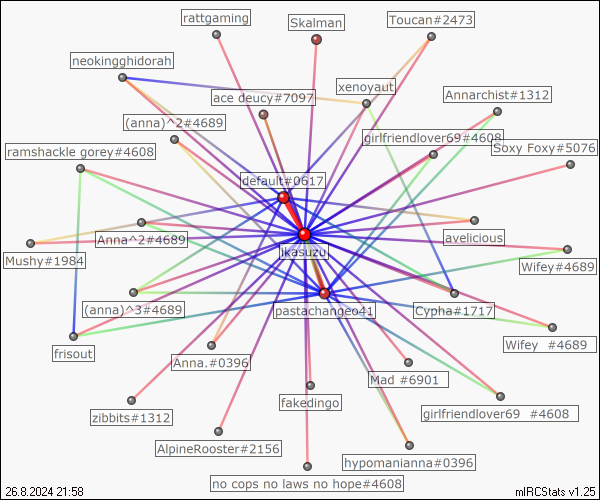 rattgaming
Skalman
Toucan#2473
neokingghidorah
xenoyaut
ace deucy#7097
Annarchist#1312
(anna)^2#4689
girlfriendlover69#4608
Soxy Foxy#5076
ramshackle gorey#4608
default#0617
Anna^2#4689
avelicious
Mushy#1984
ikasuzu
Wifey#4689
(anna)^3#4689
pastachangeo41
Cypha#1717
frisout
Wifey #4689
Anna.#0396
Mad #6901
fakedingo
zibbits#1312
girlfriendlover69 #4608
AlpineRooster#2156
hypomanianna#0396
no cops no laws no hope#4608
26.8.2024 21:58
mIRCStats v1.25